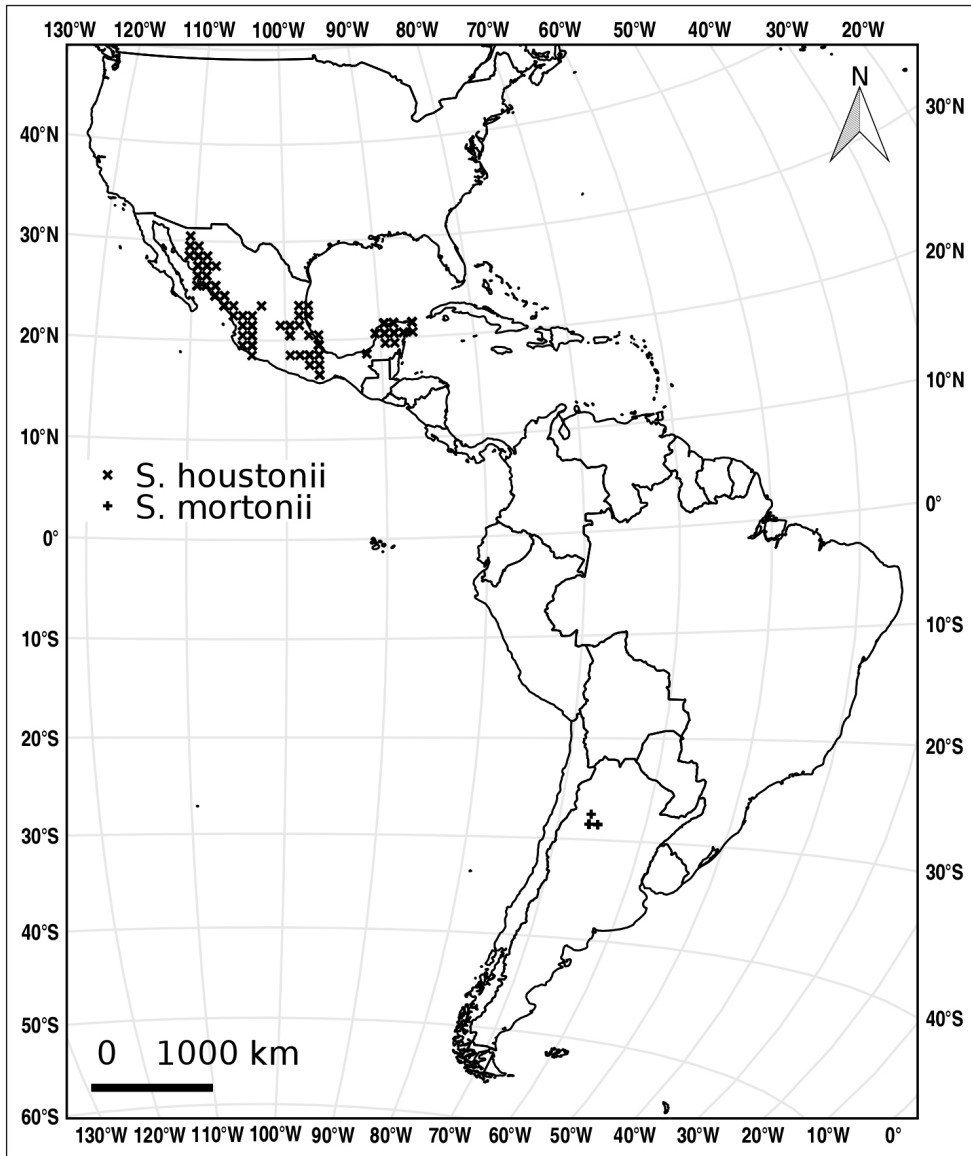 130°W 120°W 110°W 100°W 90°W 80°W 70°W 60°W 50°W 40°W 30°W 20°W
N
30°N
40°N
30°N
20°N
20°N
10°N
10°N
S. houstonii
S. mortonii
0°
0°
10°S
10°S
20°S
20°S
30°S
30°S
40°S
40°S
50°S
0 1000 km
60°S
130°W 120°W 110°W 100°W 90°W 80°W 70°W 60°W 50°W 40°W 30°W 20°W 10°W 0°